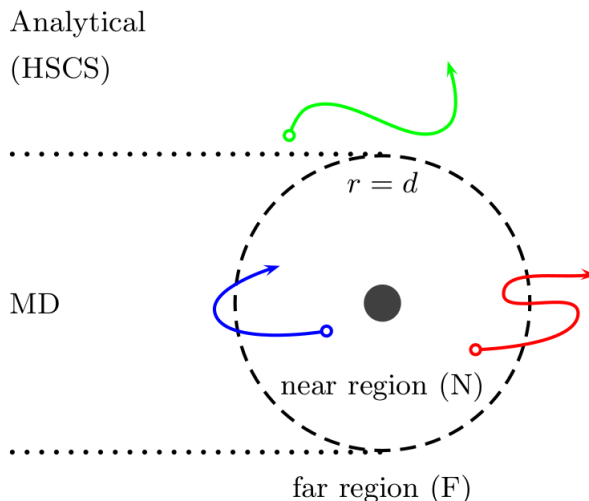 Analytical
(HSCS)
r = d
MD
near region (N)
far region (F)